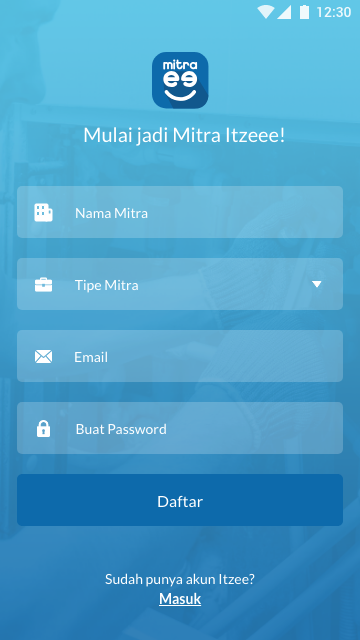 12:30
mitra
ee
Mulai jadi Mitra Itzeee!
Nama Mitra
Tipe Mitra
Email
Buat Password
Daftar
Sudah punya akun Itzee?
Masuk